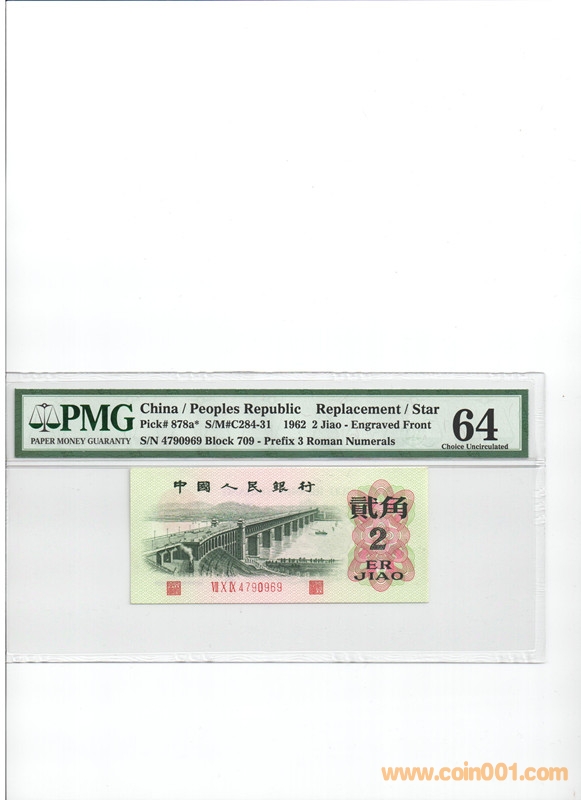 PMG
PAPER MONEY GUARANTY
China / Peoples Republic Replacement / Star
Pick# 878a* S/M#C284-31 1962 2 Jiao - Engraved Front
S/N 4790969 Block 709 - Prefix 3 Roman Numerals
64
Choice Uncirculated
中國人民銀行
貳角
2
ER
JIAO
Ⅶ Ⅹ Ⅸ 4790969
www.coin001.com